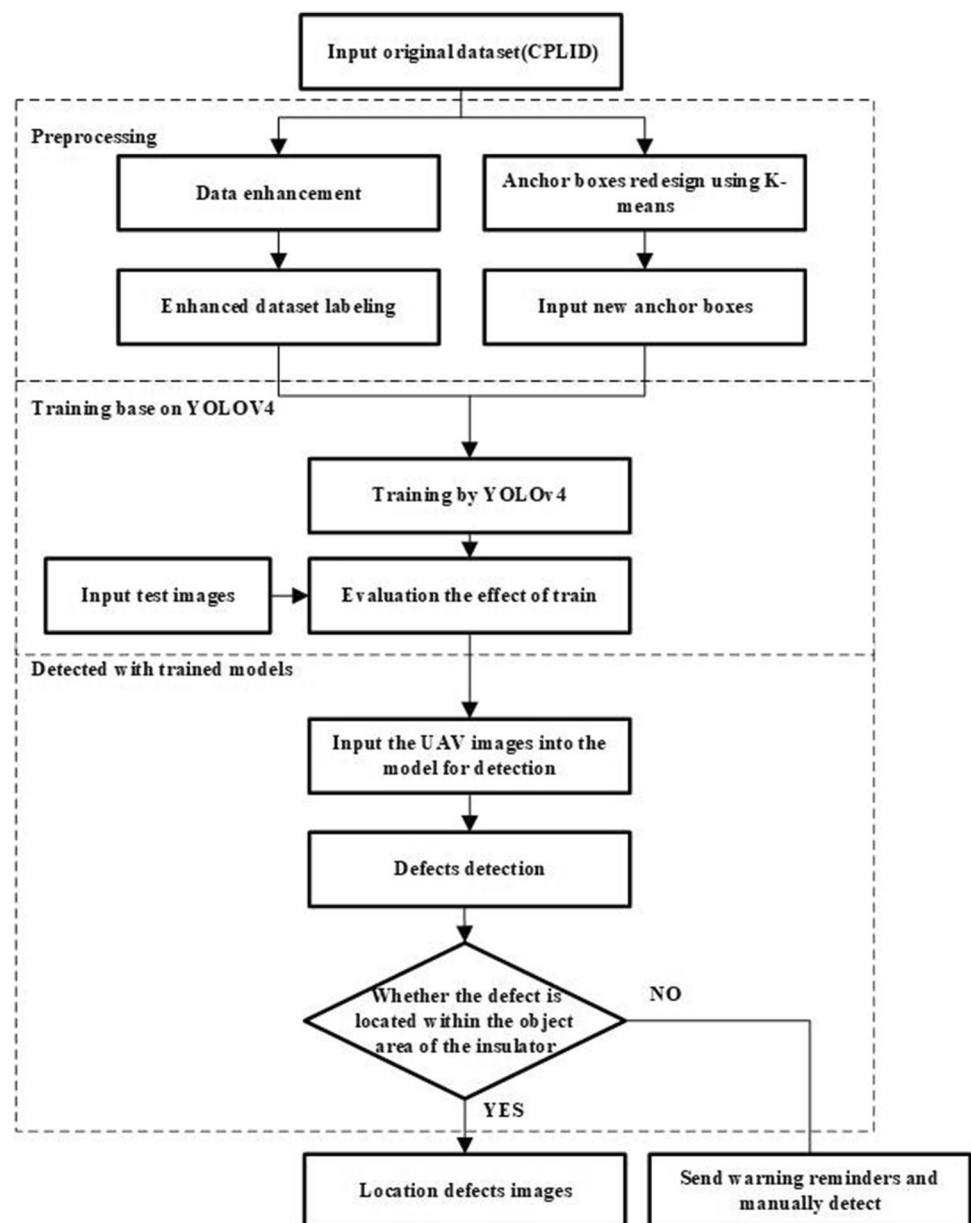 Input original dataset(CPLID)
Preprocessing
Data enhancement
Anchor boxes redesign using K-
means
Enhanced dataset labeling
Input new anchor boxes
Training base on YOLOV4
Training by YOLOv4
Input test images
Evaluation the effect of train
Detected with trained models
Input the UAV images into the
model for detection
Defects detection
Whether the defect is
located within the object
area of the insulator
NO
YES
Location defects images
Send warning reminders and
manually detect